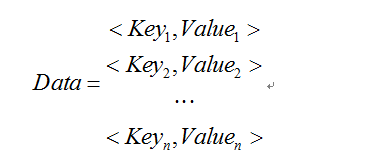 < Key₁,Value₁ >
< Key₂,Value₂ >
Data =
...
< Keyₙ,Valueₙ >